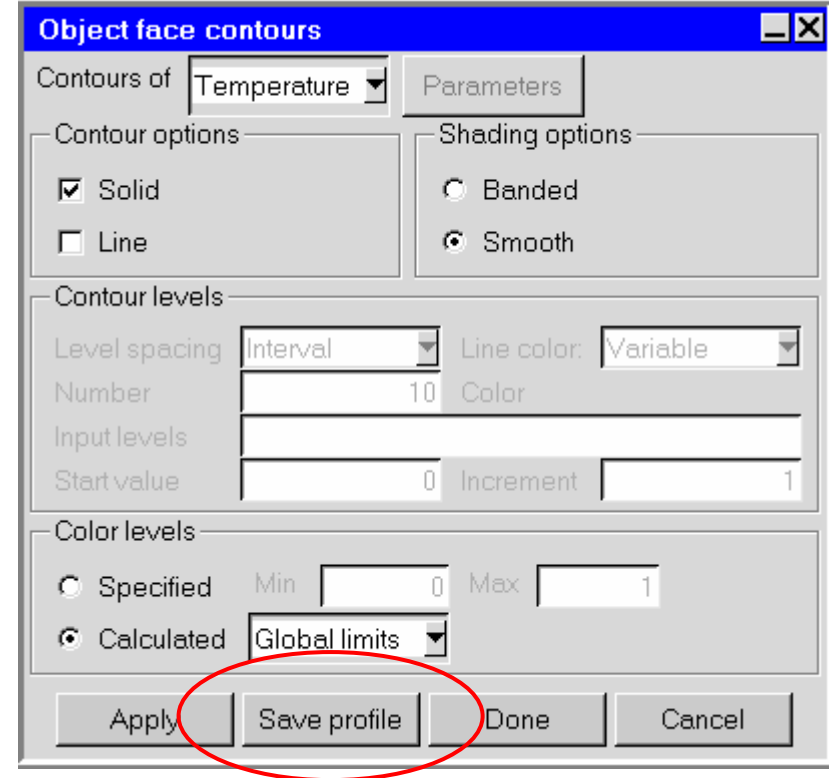 Object face contours
Contours of Temperature Parameters
Contour options Shading options
Solid Banded
Line Smooth
Contour levels
Level spacing Interval Line color: Variable
Number 10 Color
Input levels
Start value 0 Increment 1
Color levels
Specified Min 0 Max 1
Calculated Global limits
Apply Save profile Done Cancel